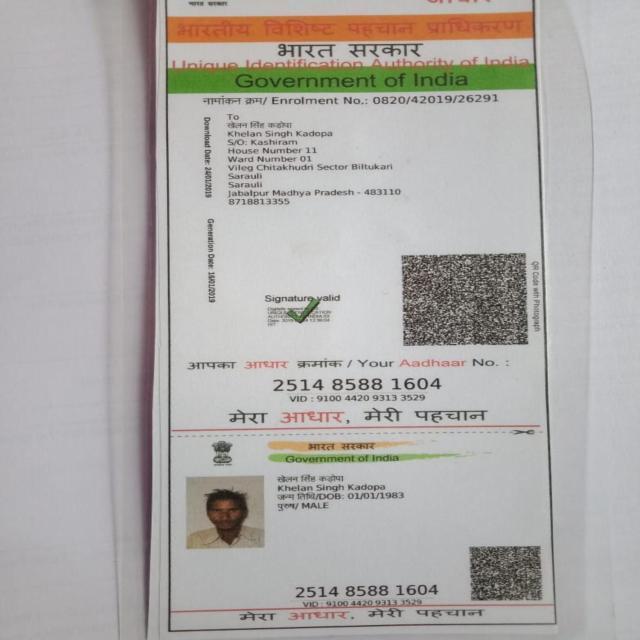 भारत सरकार
भारतीय विशिष्ट पहचान प्राधिकरण
भारत सरकार
Unique Identification Authority of India
Government of India
नामांकन क्रम/ Enrolment No.: 0820/42019/26291
To
खेलन सिंह कड़ोपा
Khelan Singh Kadopa
S/O: Kashiram
House Number 11
Ward Number 01
Vileg Chitakhudri Sector Biltukari
Sarauli
Sarauli
Jabalpur Madhya Pradesh - 483110
8718813355
Download Date: 24/01/2019
Generation Date: 16/01/2019
Signature valid
QR Code with Photograph
आपका आधार क्रमांक / Your Aadhaar No. :
2514 8588 1604
VID : 9100 4420 9313 3529
मेरा आधार, मेरी पहचान
भारत सरकार
Government of India
खेलन सिंह कड़ोपा
Khelan Singh Kadopa
जन्म तिथि/DOB: 01/01/1983
पुरुष/ MALE
2514 8588 1604
VID : 9100 4420 9313 3529
मेरा आधार, मेरी पहचान